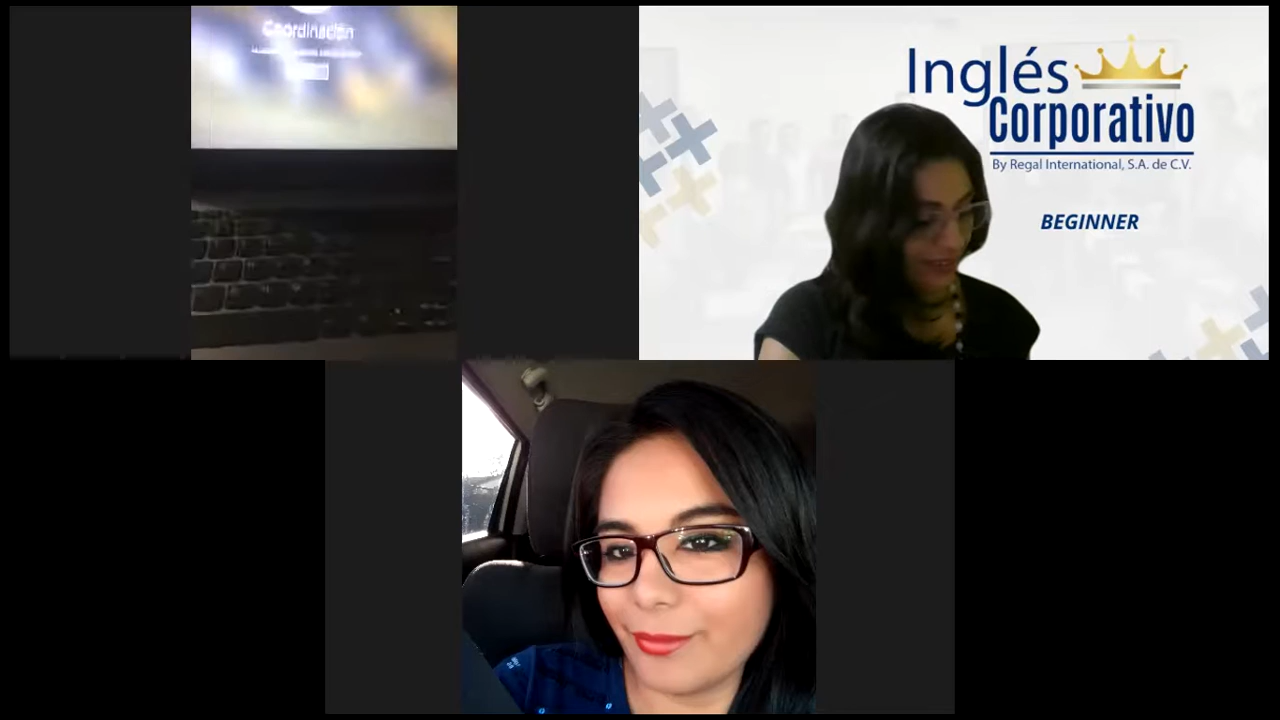 Coordinación
Inglés
Corporativo
By Regal International, S.A. de C.V.
BEGINNER